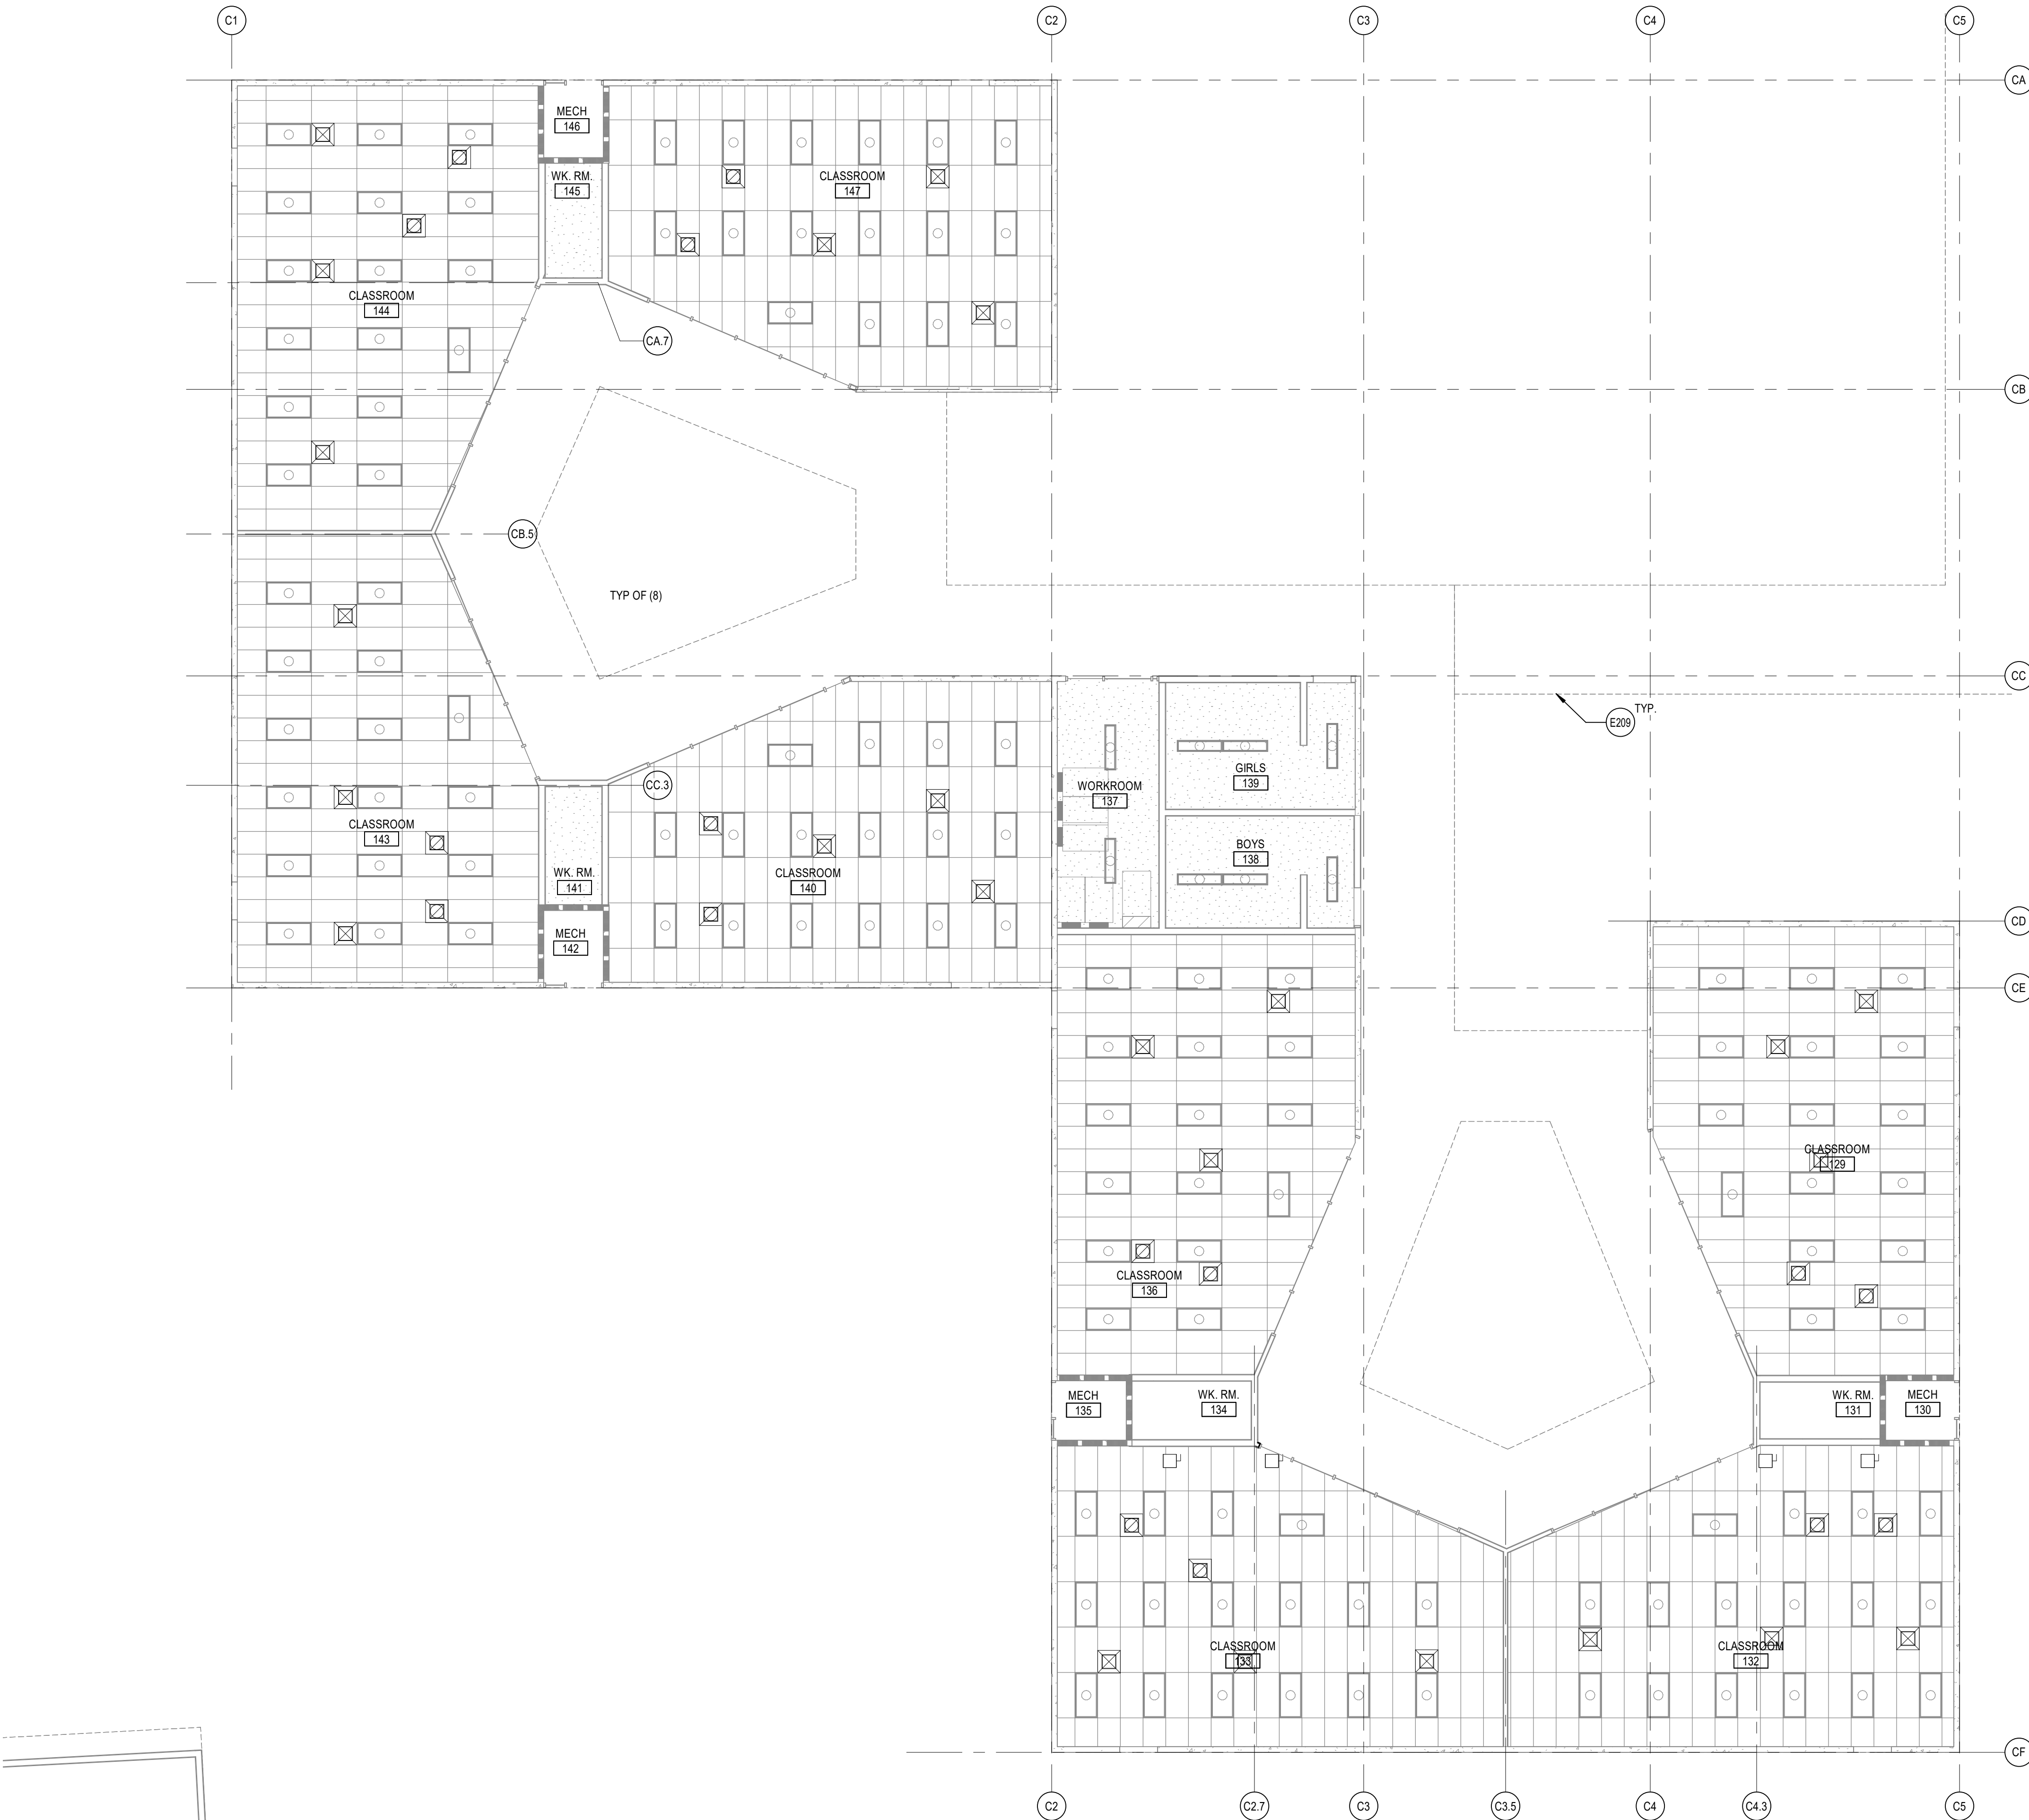 C1
C2
C3
C4
C5
CA
MECH
146
WK. RM.
145
CLASSROOM
147
CLASSROOM
144
CA.7
CB
CB.5
TYP OF (8)
CC
TYP.
E209
GIRLS
139
WORKROOM
137
CC.3
CLASSROOM
143
BOYS
138
WK. RM.
141
CLASSROOM
140
MECH
142
CD
CE
CLASSROOM
129
CLASSROOM
136
MECH
135
WK. RM.
134
WK. RM.
131
MECH
130
CLASSROOM
133
CLASSROOM
132
CF
C2
C2.7
C3
C3.5
C4
C4.3
C5